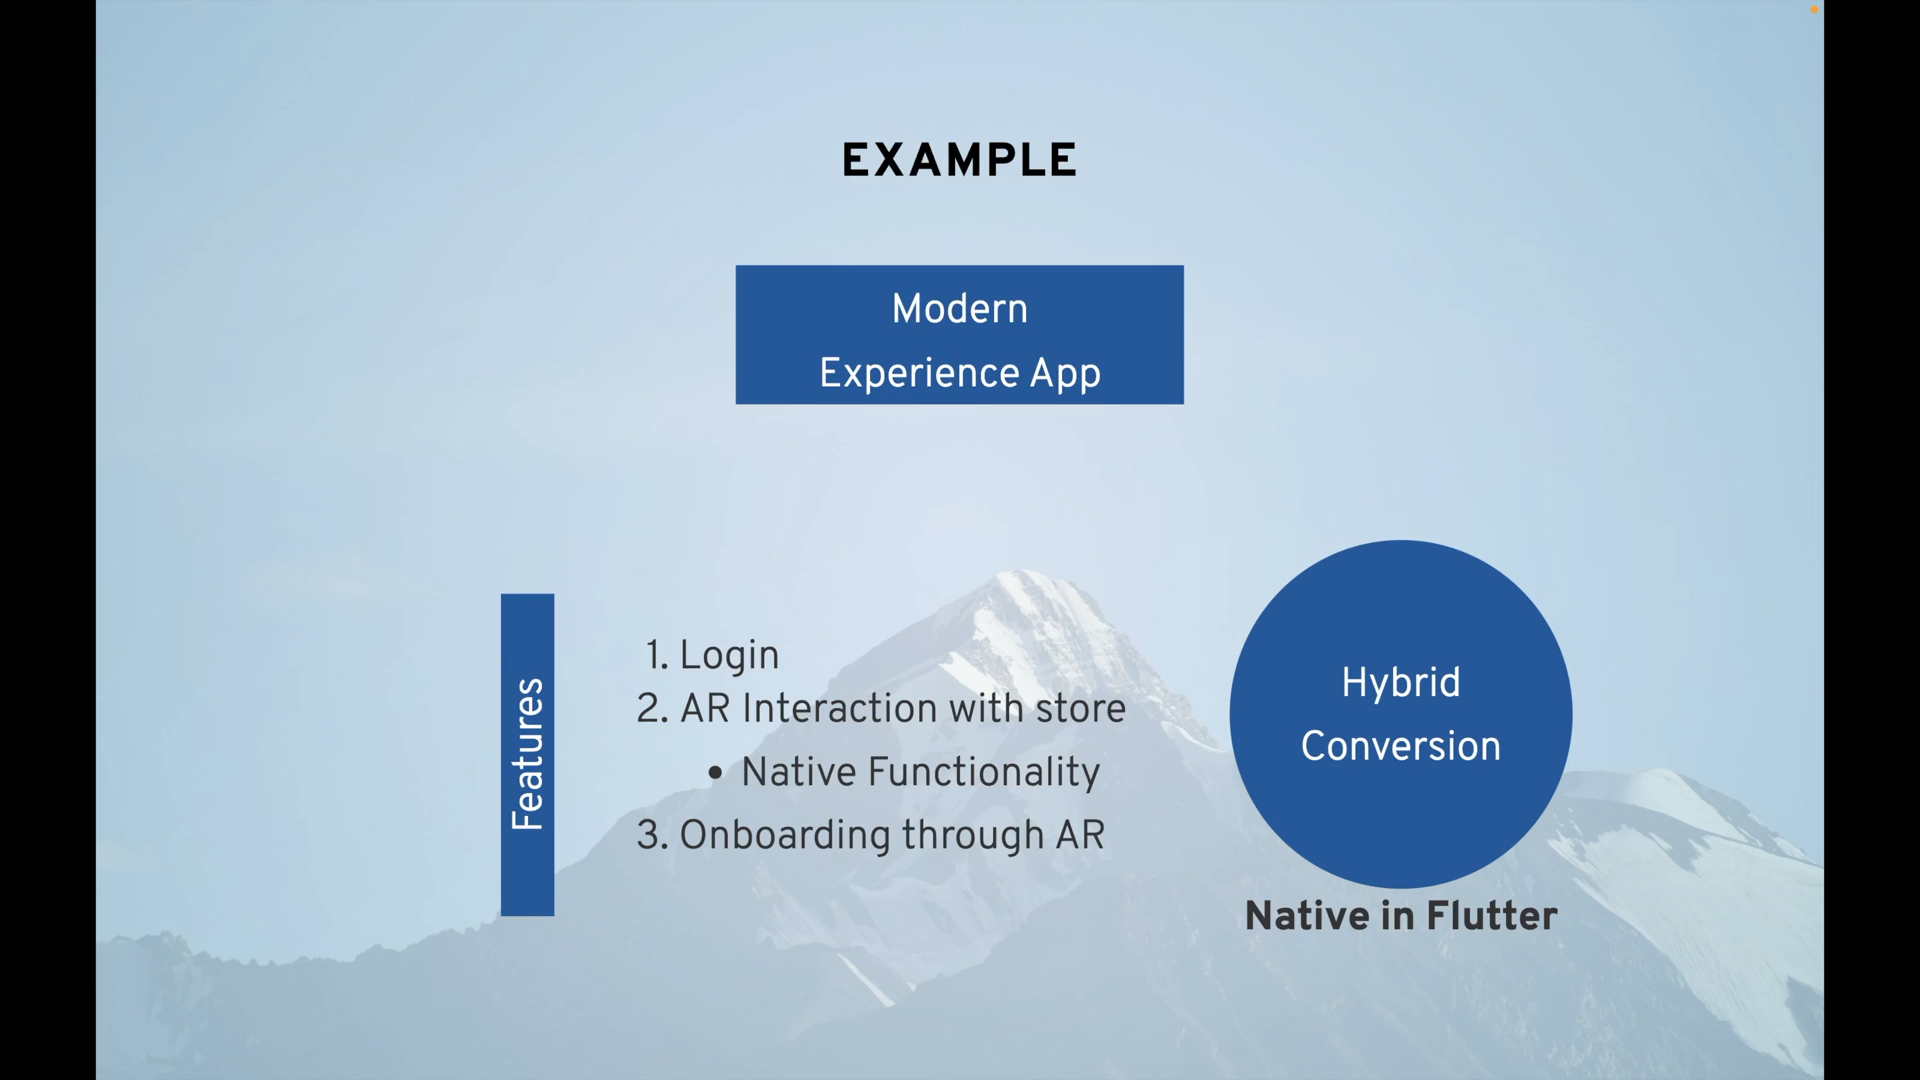 EXAMPLE
Modern
Experience App
Features
1. Login
2. AR Interaction with store
• Native Functionality
3. Onboarding through AR
Hybrid
Conversion
Native in Flutter